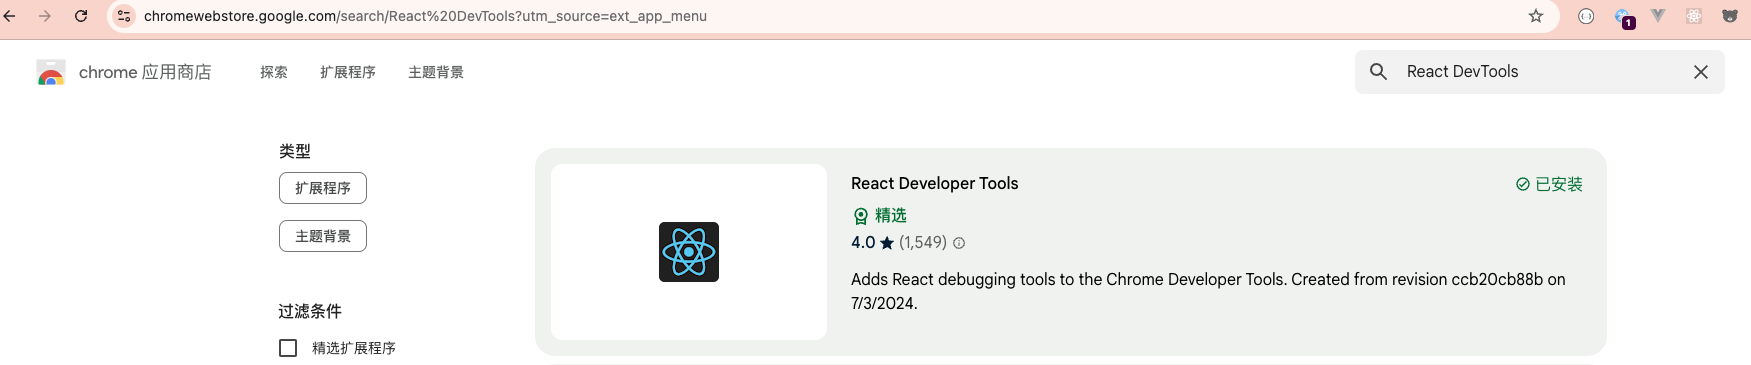 chromewebstore.google.com/search/React%20DevTools?utm_source=ext_app_menu
1
chrome 应用商店
探索
扩展程序
主题背景
React DevTools
类型
扩展程序
主题背景
过滤条件
精选扩展程序
React Developer Tools
已安装
精选
4.0 ★ (1,549)
Adds React debugging tools to the Chrome Developer Tools. Created from revision ccb20cb88b on
7/3/2024.